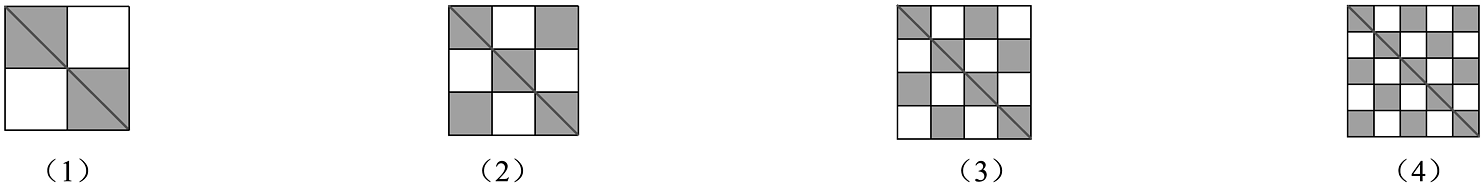 （1）
（2）
（3）
（4）